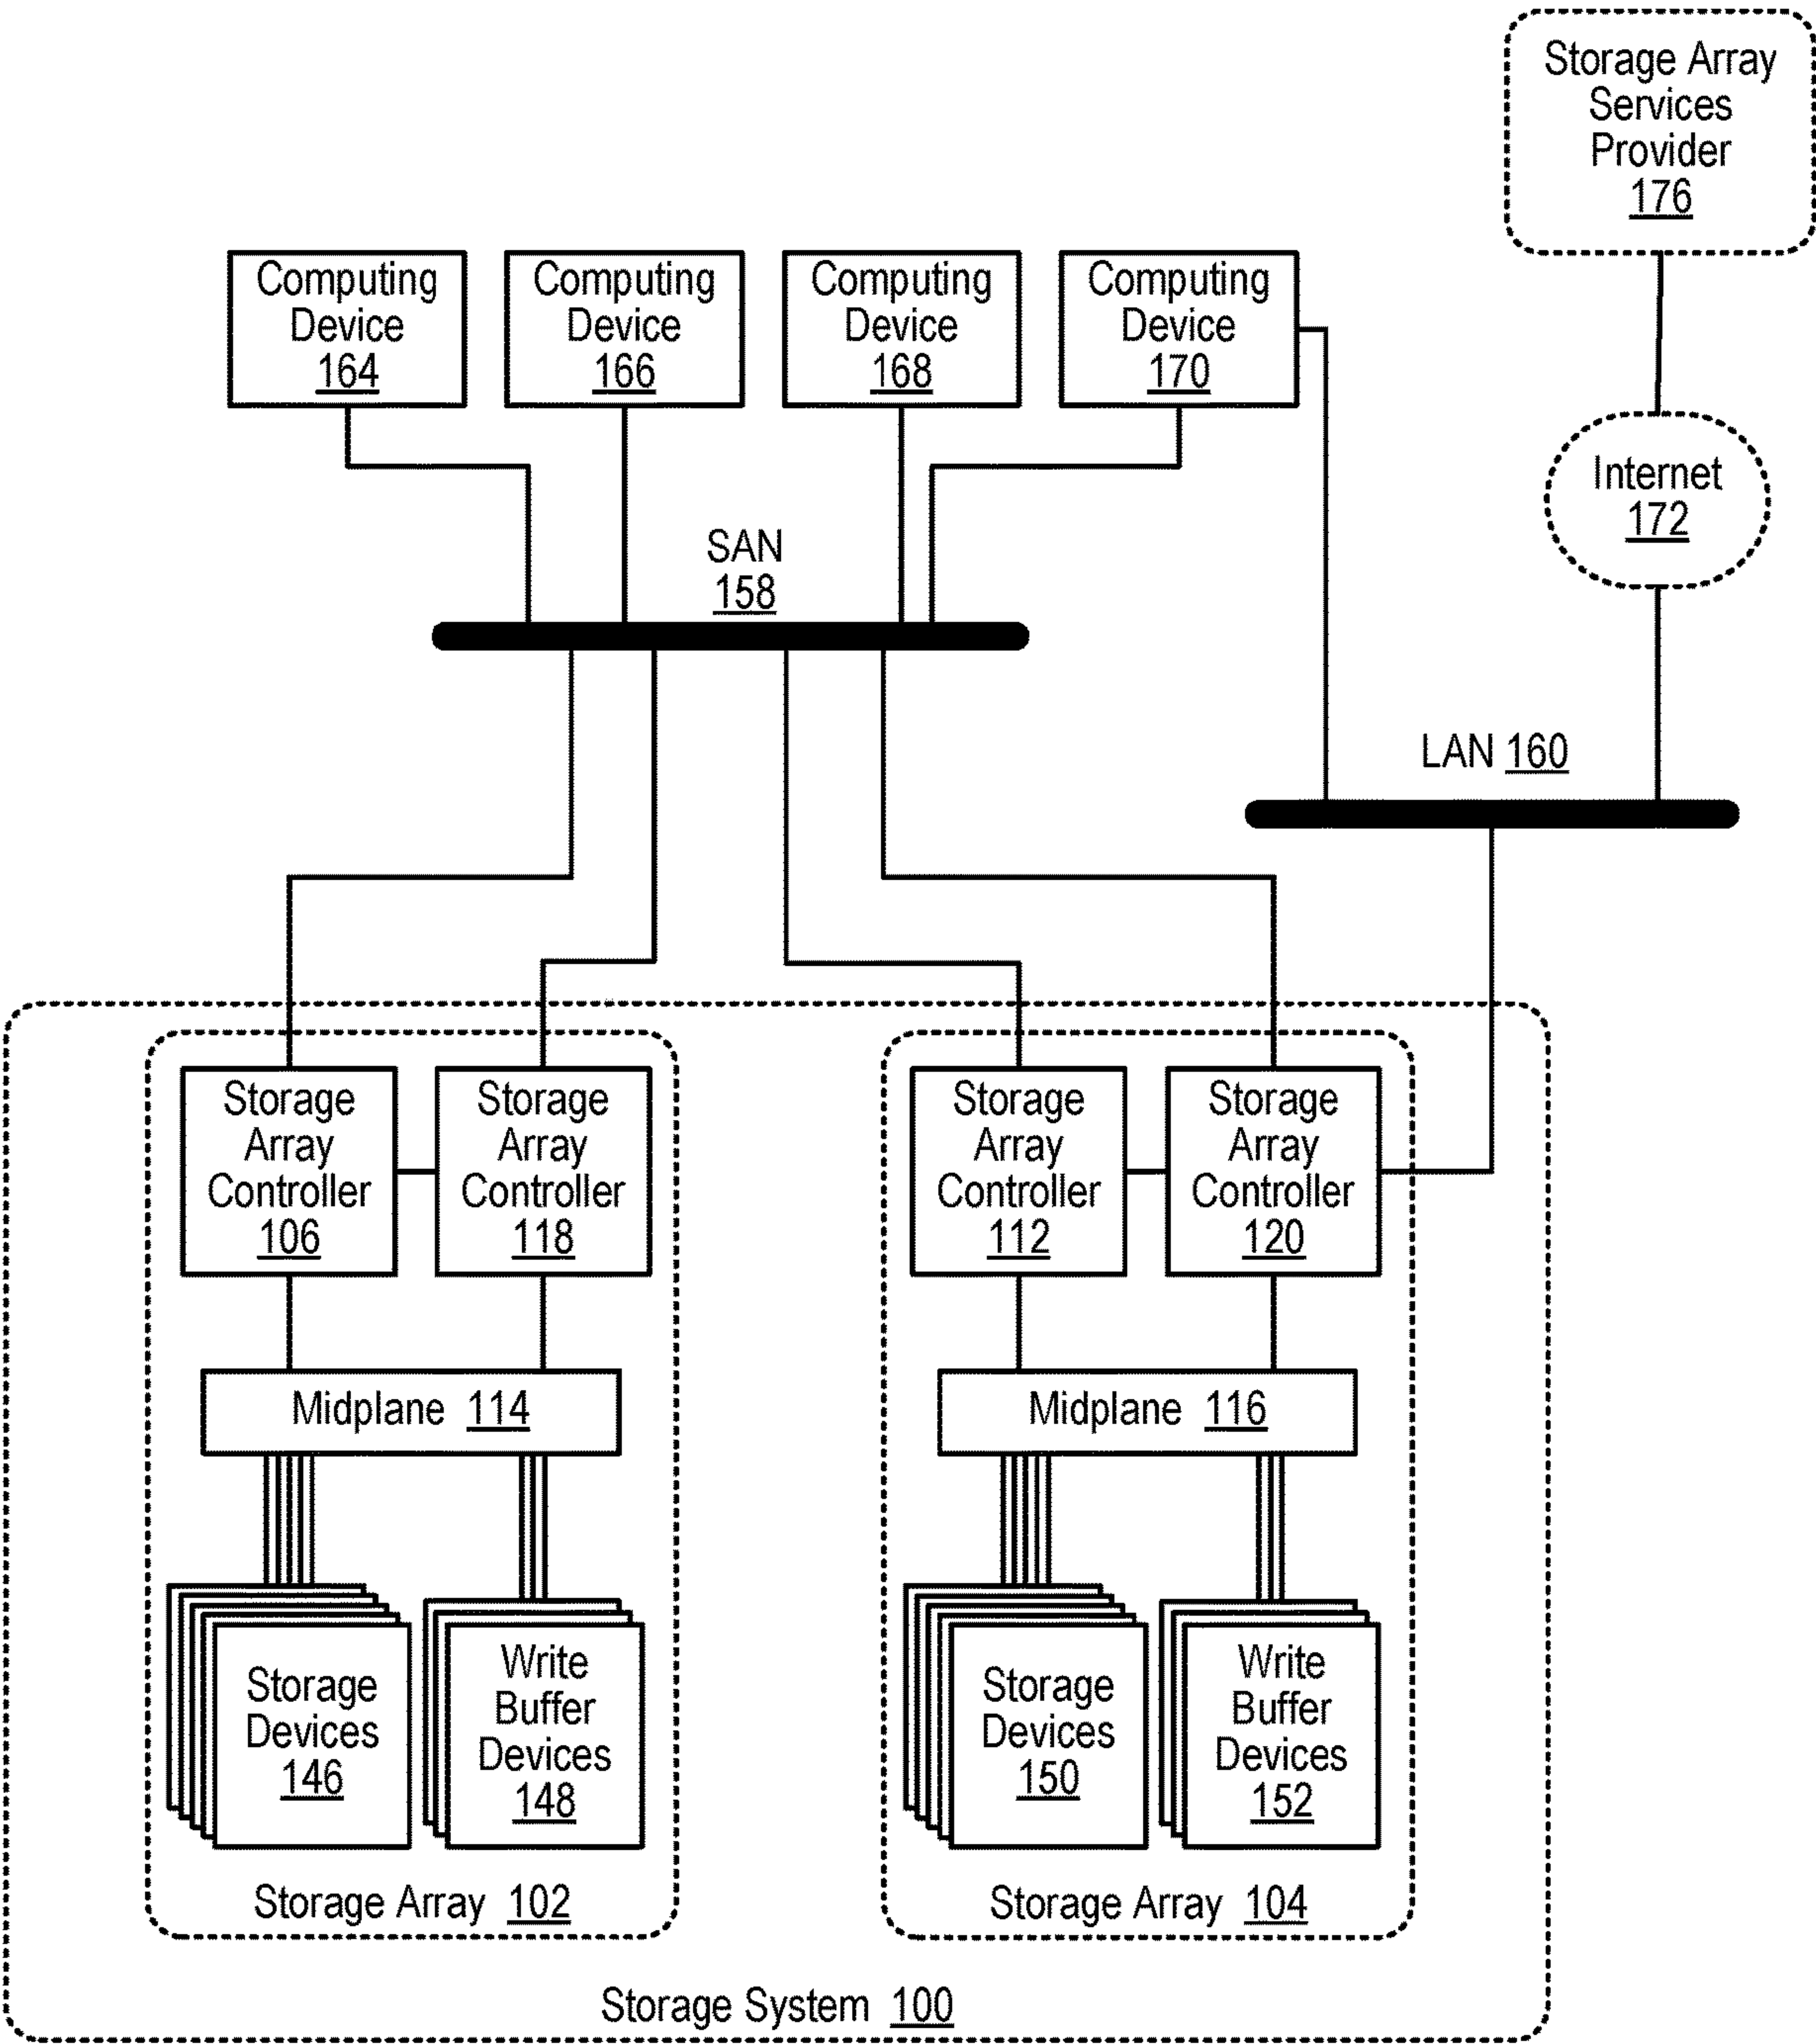 Storage Array
Services
Provider
176
Computing
Device
164
Computing
Device
166
Computing
Device
168
Computing
Device
170
Internet
172
SAN
158
LAN 160
Storage
Array
Controller
106
Storage
Array
Controller
118
Storage
Array
Controller
112
Storage
Array
Controller
120
Midplane 114
Midplane 116
Storage
Devices
146
Write
Buffer
Devices
148
Storage
Devices
150
Write
Buffer
Devices
152
Storage Array 102
Storage Array 104
Storage System 100